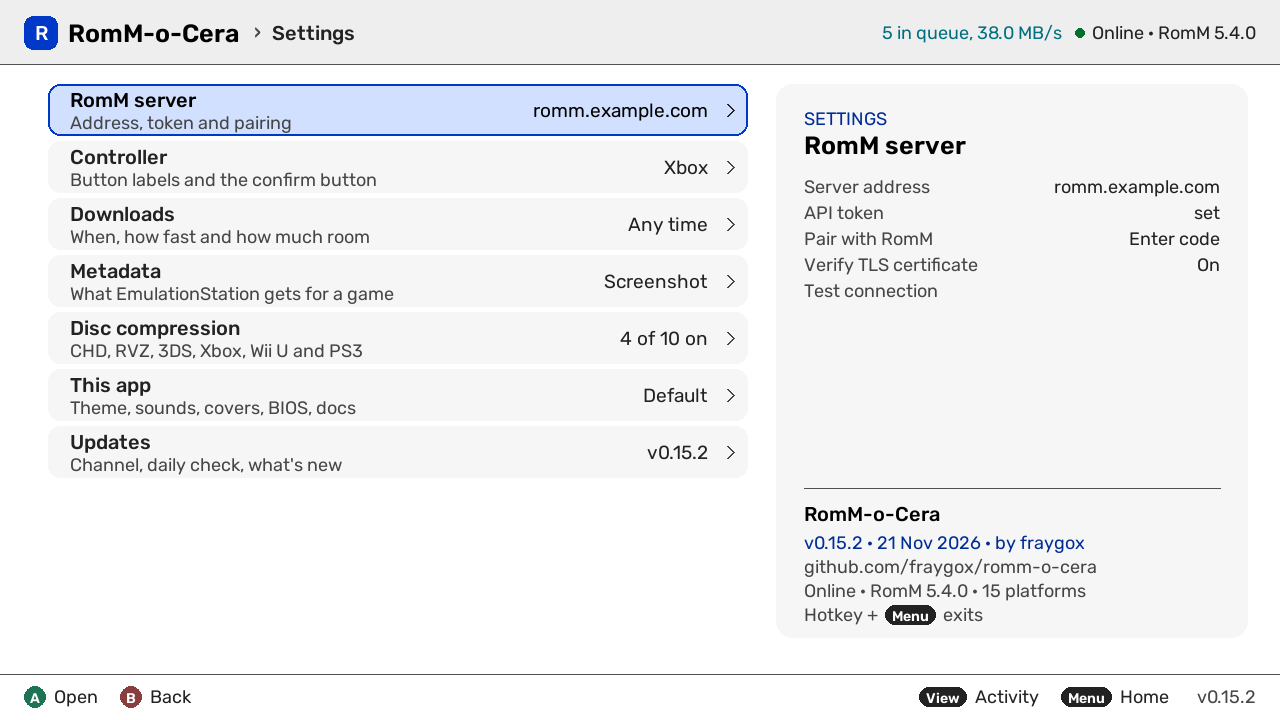 R RomM-o-Cera › Settings
5 in queue, 38.0 MB/s ● Online • RomM 5.4.0
RomM server
Address, token and pairing
romm.example.com
Controller
Button labels and the confirm button
Xbox
Downloads
When, how fast and how much room
Any time
Metadata
What EmulationStation gets for a game
Screenshot
Disc compression
CHD, RVZ, 3DS, Xbox, Wii U and PS3
4 of 10 on
This app
Theme, sounds, covers, BIOS, docs
Default
Updates
Channel, daily check, what's new
v0.15.2
SETTINGS
RomM server
Server address romm.example.com
API token set
Pair with RomM Enter code
Verify TLS certificate On
Test connection
RomM-o-Cera
v0.15.2 • 21 Nov 2026 • by fraygox
github.com/fraygox/romm-o-cera
Online • RomM 5.4.0 • 15 platforms
Hotkey + Menu exits
A Open B Back
View Activity Menu Home v0.15.2